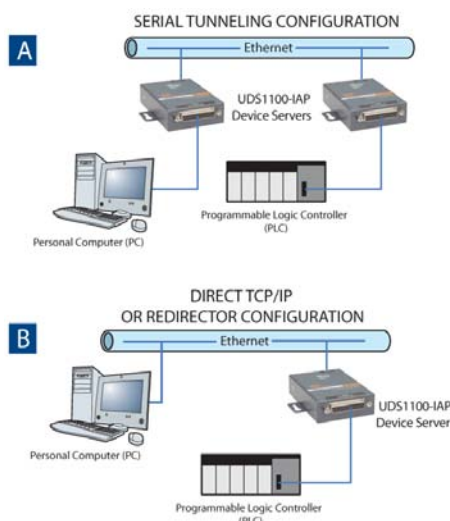 SERIAL TUNNELING CONFIGURATION
A
Ethernet
UDS1100-IAP
Device Servers
Programmable Logic Controller
(PLC)
Personal Computer (PC)
DIRECT TCP/IP
OR REDIRECTOR CONFIGURATION
B
Ethernet
UDS1100-IAP
Device Server
Personal Computer (PC)
Programmable Logic Controller
(PLC)